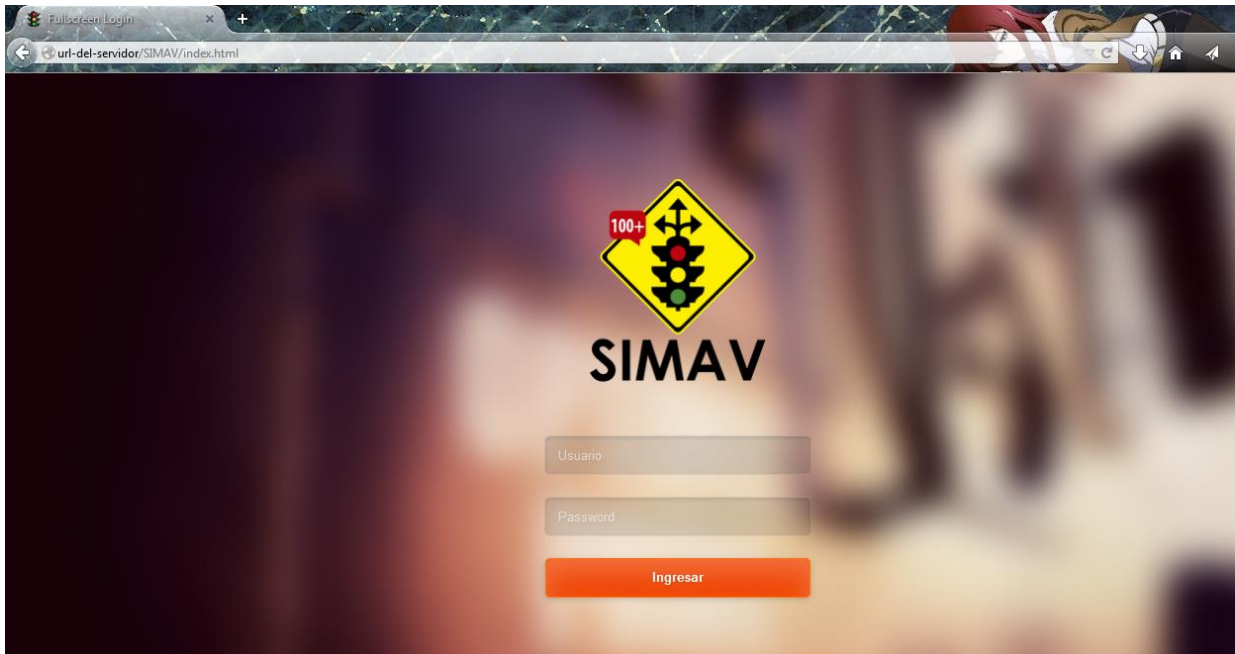 Fullscreen Login
url-del-servidor/SIMAV/index.html
100+
SIMAV
Usuario
Password
Ingresar